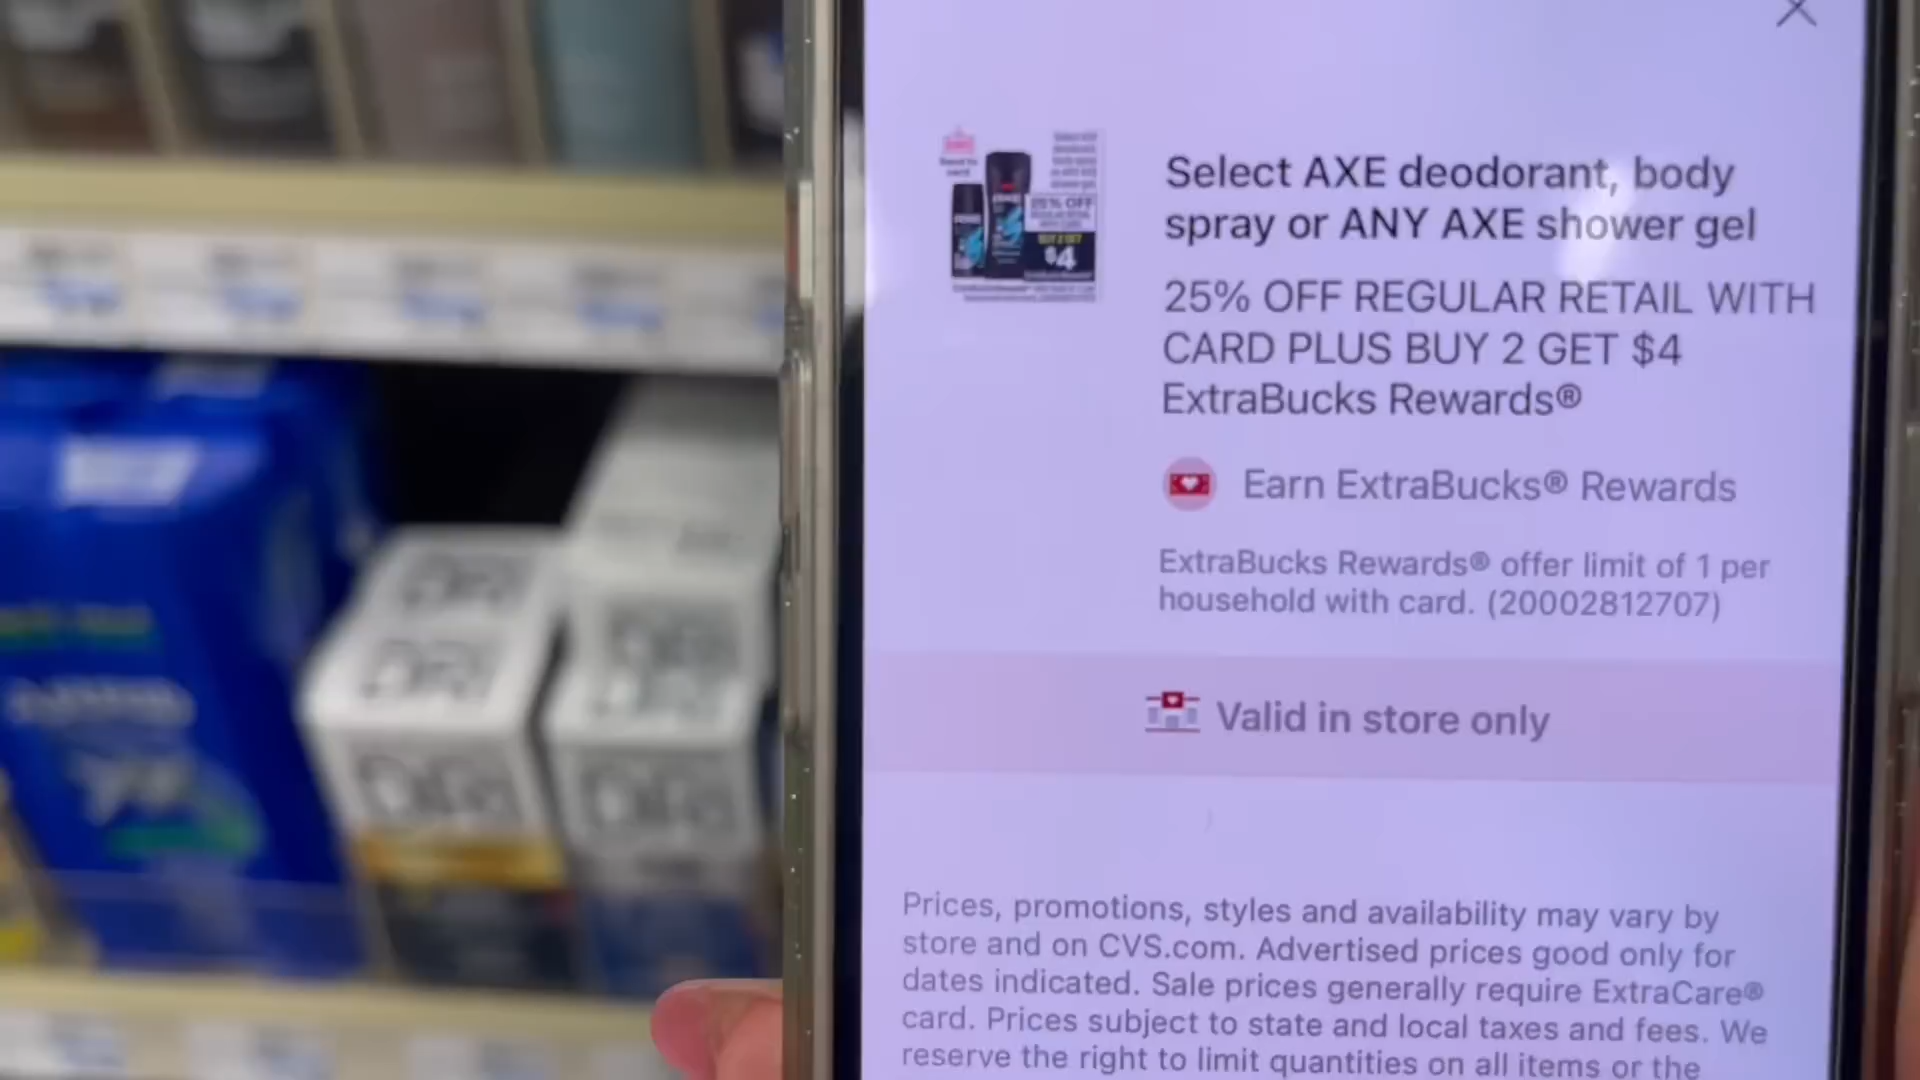 Select AXE deodorant, body
spray or ANY AXE shower gel
25% OFF REGULAR RETAIL WITH
CARD PLUS BUY 2 GET $4
ExtraBucks Rewards®
Earn ExtraBucks® Rewards
ExtraBucks Rewards® offer limit of 1 per
household with card. (20002812707)
Valid in store only
Prices, promotions, styles and availability may vary by
store and on CVS.com. Advertised prices good only for
dates indicated. Sale prices generally require ExtraCare®
card. Prices subject to state and local taxes and fees. We
reserve the right to limit quantities on all items or the
25% OFF
$4